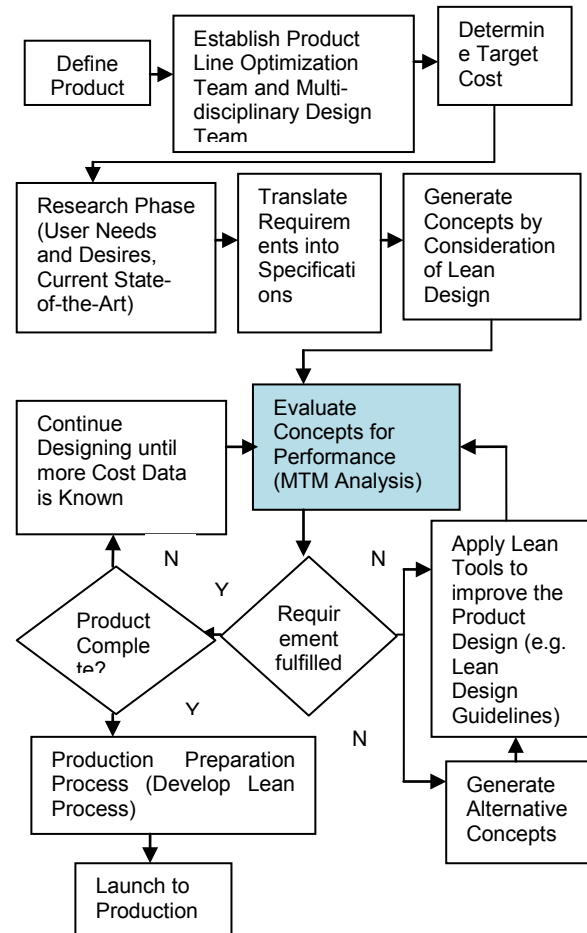 Define
Product
Establish Product
Line Optimization
Team and Multi-
disciplinary Design
Team
Determin
e Target
Cost
Research Phase
(User Needs
and Desires,
Current State-
of-the-Art)
Translate
Requirem
ents into
Specificati
ons
Generate
Concepts by
Consideration
of Lean
Design
Continue
Designing until
more Cost Data
is Known
Evaluate
Concepts for
Performance
(MTM Analysis)
Apply Lean
Tools to
improve the
Product
Design (e.g.
Lean
Design
Guidelines)
N
Y
N
Product
Comple
te?
Requir
ement
fulfilled
Y
N
Production Preparation
Process (Develop Lean
Process)
Generate
Alternative
Concepts
Launch to
Production